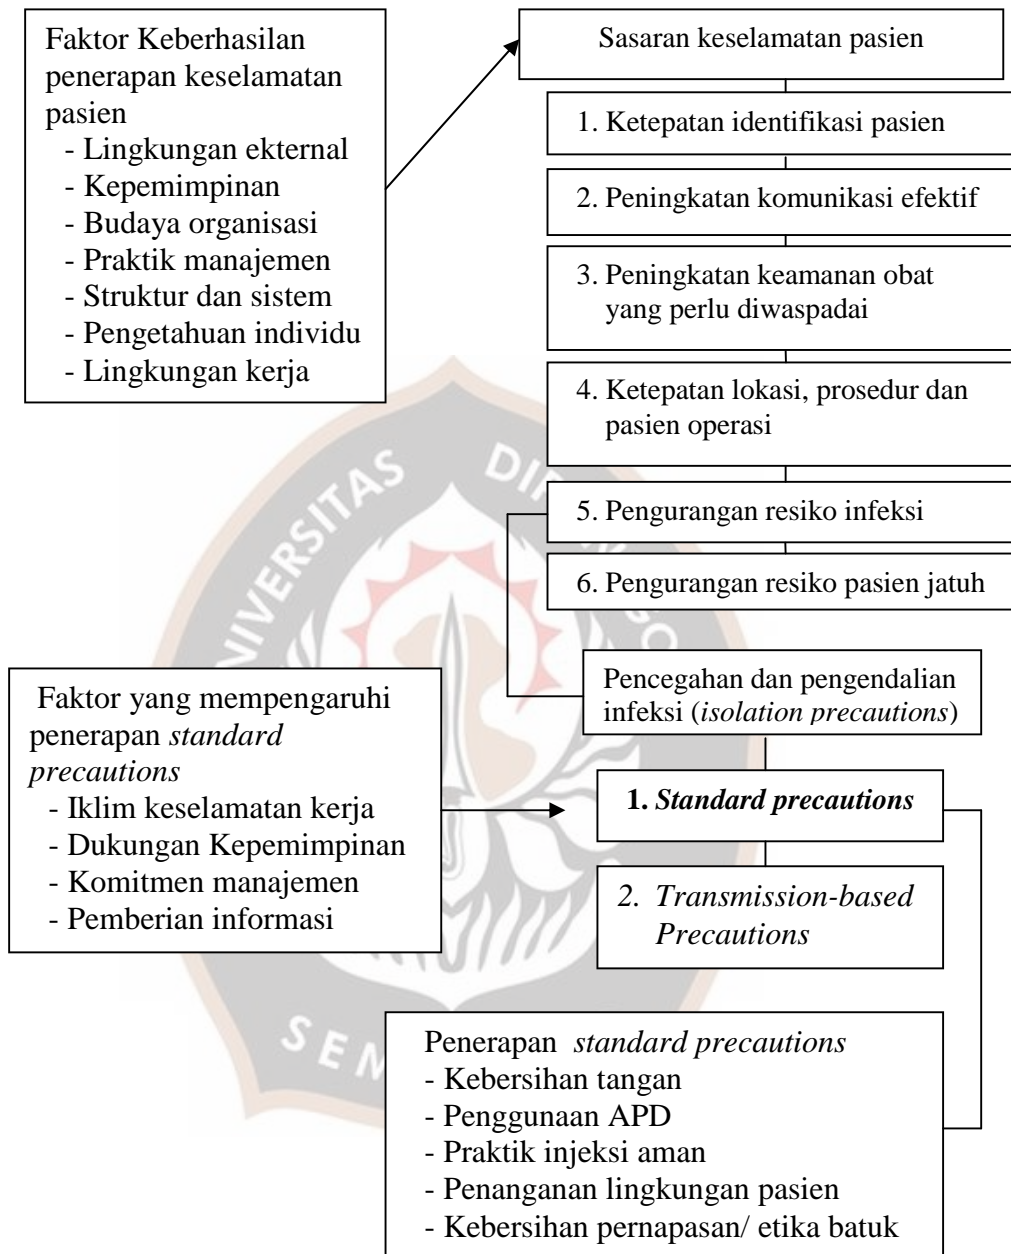 Faktor Keberhasilan
penerapan keselamatan
pasien
- Lingkungan ekternal
- Kepemimpinan
- Budaya organisasi
- Praktik manajemen
- Struktur dan sistem
- Pengetahuan individu
- Lingkungan kerja
Sasaran keselamatan pasien
1. Ketepatan identifikasi pasien
2. Peningkatan komunikasi efektif
3. Peningkatan keamanan obat
yang perlu diwaspadai
4. Ketepatan lokasi, prosedur dan
pasien operasi
5. Pengurangan resiko infeksi
6. Pengurangan resiko pasien jatuh
Pencegahan dan pengendalian
infeksi (isolation precautions)
Faktor yang mempengaruhi
penerapan standard
precautions
- Iklim keselamatan kerja
- Dukungan Kepemimpinan
- Komitmen manajemen
- Pemberian informasi
1. Standard precautions
2. Transmission-based
Precautions
Penerapan standard precautions
- Kebersihan tangan
- Penggunaan APD
- Praktik injeksi aman
- Penanganan lingkungan pasien
- Kebersihan pernapasan/ etika batuk